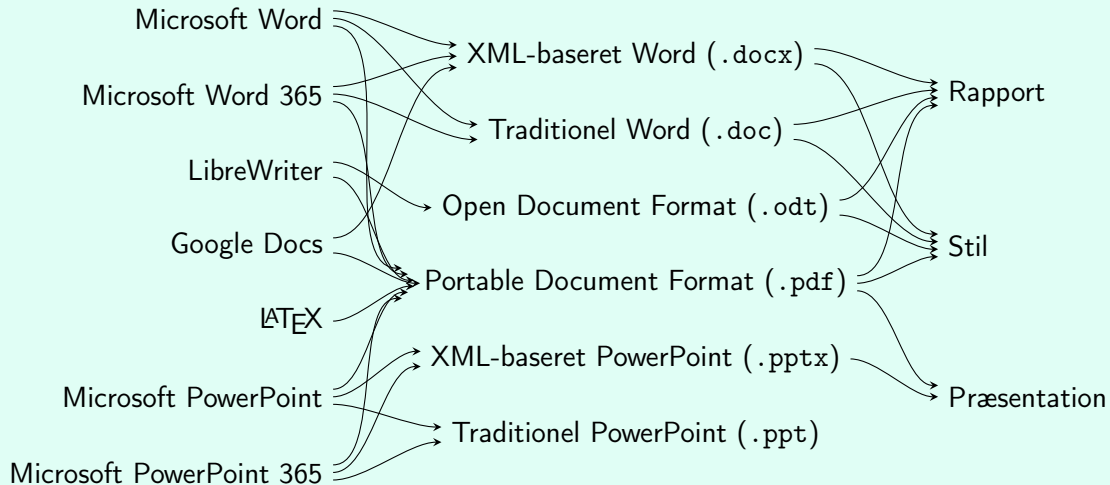 Microsoft Word
Microsoft Word 365
LibreWriter
Google Docs
LATEX
Microsoft PowerPoint
Microsoft PowerPoint 365
XML-baseret Word (.docx)
Traditionel Word (.doc)
Open Document Format (.odt)
Portable Document Format (.pdf)
XML-baseret PowerPoint (.pptx)
Traditionel PowerPoint (.ppt)
Rapport
Stil
Præsentation